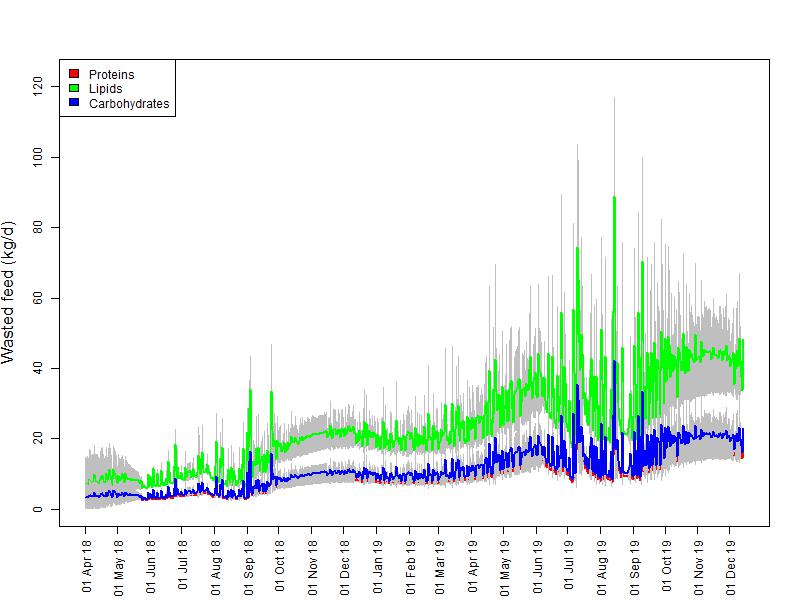 Proteins
Lipids
Carbohydrates
Wasted feed (kg/d)
120
100
80
60
40
20
0
01 Apr 18
01 May 18
01 Jun 18
01 Jul 18
01 Aug 18
01 Sep 18
01 Oct 18
01 Nov 18
01 Dec 18
01 Jan 19
01 Feb 19
01 Mar 19
01 Apr 19
01 May 19
01 Jun 19
01 Jul 19
01 Aug 19
01 Sep 19
01 Oct 19
01 Nov 19
01 Dec 19